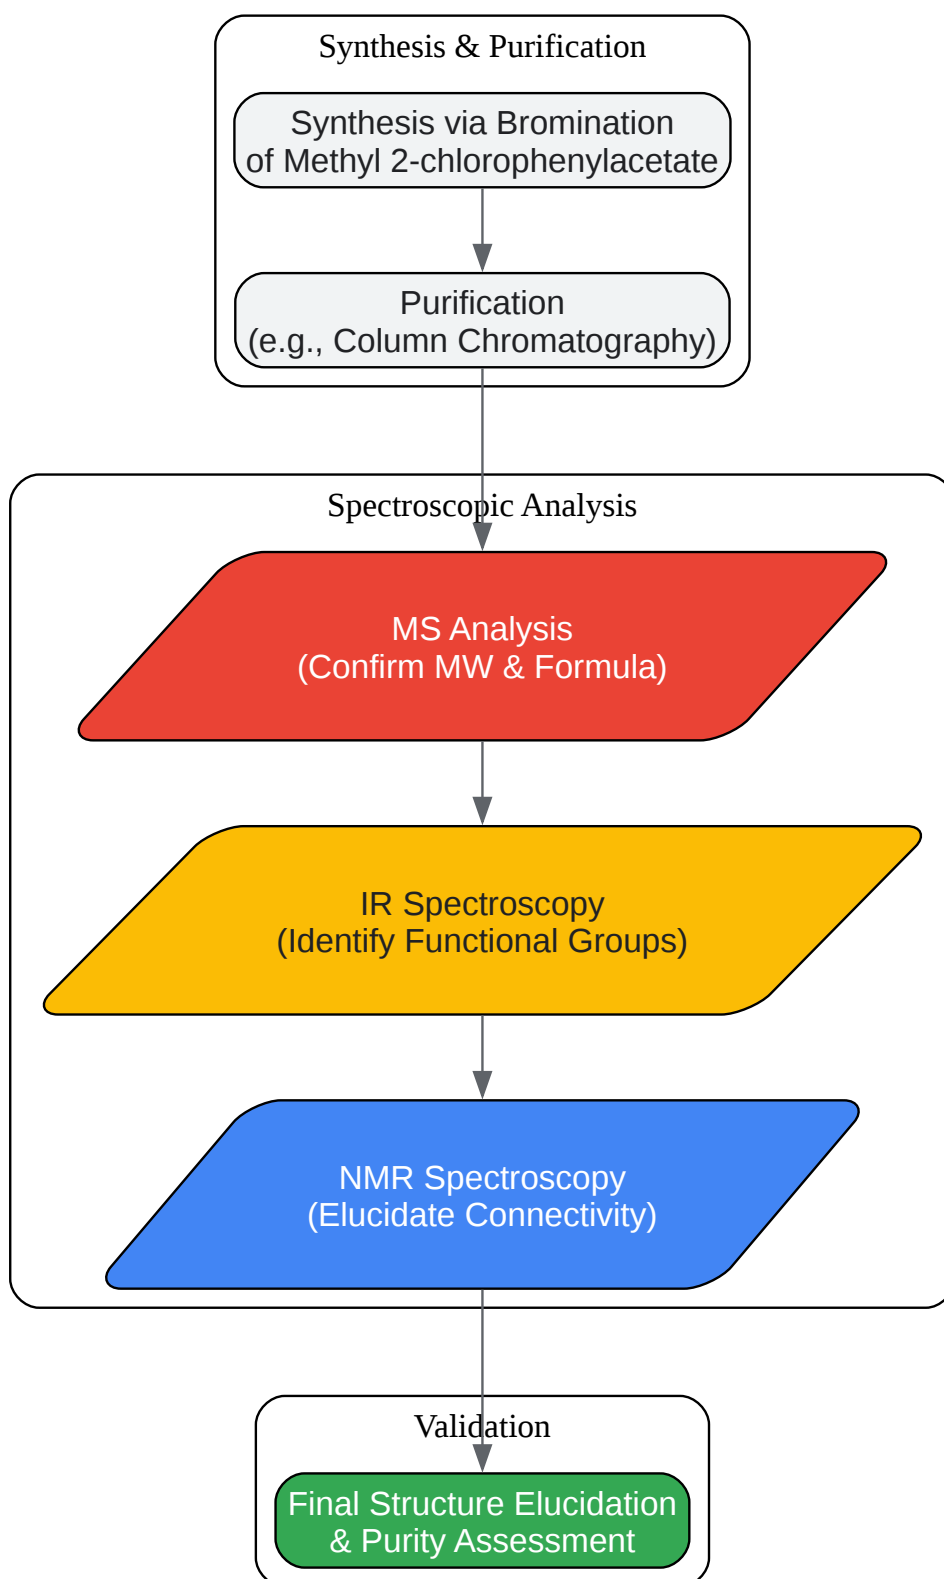 Synthesis & Purification
Synthesis via Bromination
of Methyl 2-chlorophenylacetate
Purification
(e.g., Column Chromatography)
Spectroscopic Analysis
MS Analysis
(Confirm MW & Formula)
IR Spectroscopy
(Identify Functional Groups)
NMR Spectroscopy
(Elucidate Connectivity)
Validation
Final Structure Elucidation
& Purity Assessment